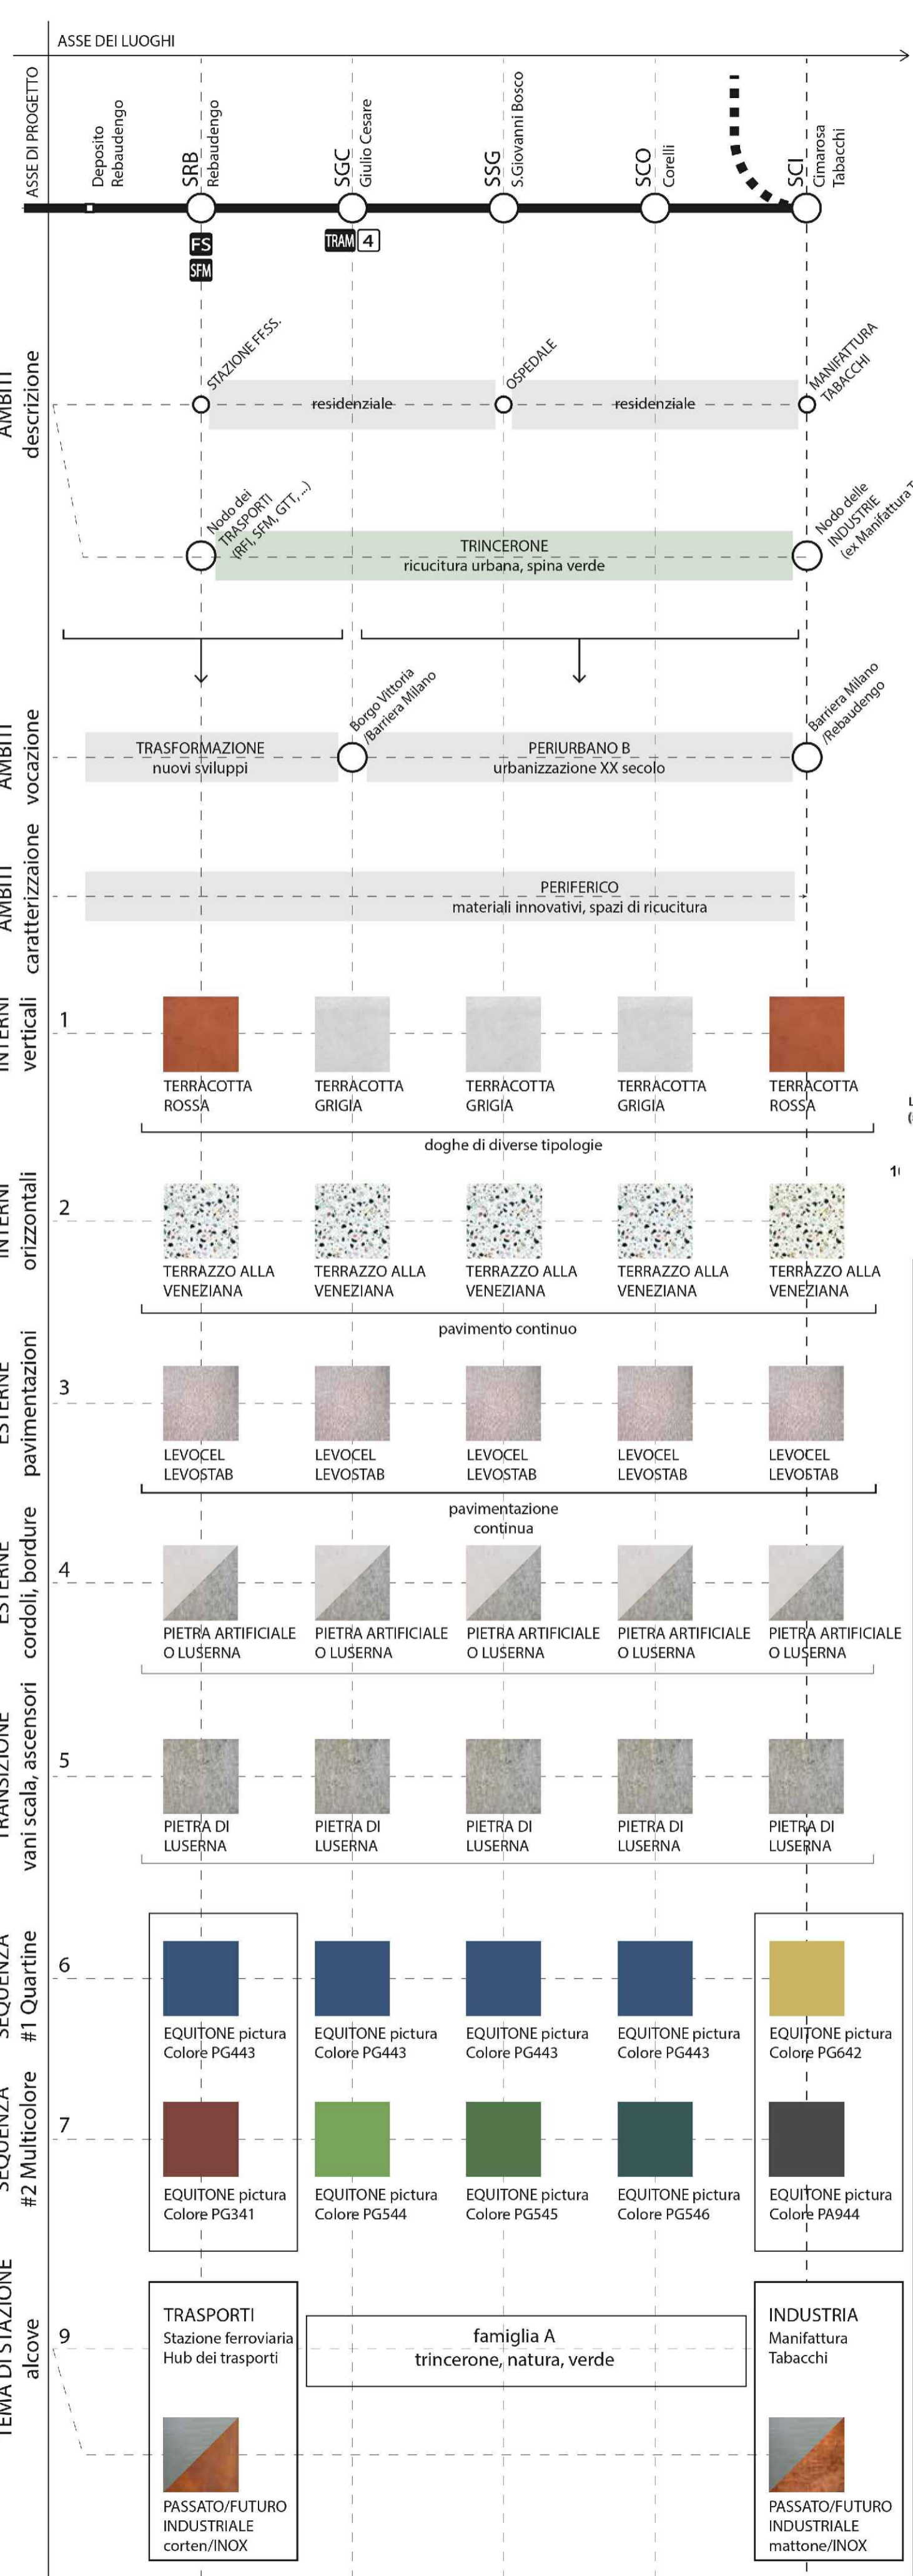 ASSE DEI LUOGHI
ASSE DI PROGETTO
Deposito
Rebaudengo
SRB
Rebaudengo
SGC
Giulio Cesare
SSG
S.Giovanni Bosco
SCO
Corelli
SCI
Cimarosa
Tabacchi
FS
SFM
TRAM 4
AMBITI
descrizione
STAZIONE FF.SS.
residenziale
OSPEDALE
residenziale
MANIFATTURA
TABACCHI
Nodo dei
TRASPORTI
(RFI, SFM, GTT, ...)
TRINCERONE
ricucitura urbana, spina verde
Nodo delle
INDUSTRIE
(ex Manifattura T
AMBITI
vocazione
TRASFORMAZIONE
nuovi sviluppi
Borgo Vittoria
/Barriera Milano
PERIURBANO B
urbanizzazione XX secolo
Barriera Milano
/Rebaudengo
AMBITI
caratterizzaione
PERIFERICO
materiali innovativi, spazi di ricucitura
INTERNI
verticali
1
TERRACOTTA
ROSSA
TERRACOTTA
GRIGIA
TERRACOTTA
GRIGIA
TERRACOTTA
GRIGIA
TERRACOTTA
ROSSA
doghe di diverse tipologie
INTERNI
orizzontali
2
TERRAZZO ALLA
VENEZIANA
TERRAZZO ALLA
VENEZIANA
TERRAZZO ALLA
VENEZIANA
TERRAZZO ALLA
VENEZIANA
TERRAZZO ALLA
VENEZIANA
pavimento continuo
ESTERNE
pavimentazioni
3
LEVOCEL
LEVOSTAB
LEVOCEL
LEVOSTAB
LEVOCEL
LEVOSTAB
LEVOCEL
LEVOSTAB
LEVOCEL
LEVOSTAB
pavimentazione
continua
ESTERNE
cordoli, bordure
4
PIETRA ARTIFICIALE
O LUSERNA
PIETRA ARTIFICIALE
O LUSERNA
PIETRA ARTIFICIALE
O LUSERNA
PIETRA ARTIFICIALE
O LUSERNA
PIETRA ARTIFICIALE
O LUSERNA
TRANSIZIONE
vani scala, ascensori
5
PIETRA DI
LUSERNA
PIETRA DI
LUSERNA
PIETRA DI
LUSERNA
PIETRA DI
LUSERNA
PIETRA DI
LUSERNA
SEQUENZA
#1 Quartine
6
EQUITONE pictura
Colore PG443
EQUITONE pictura
Colore PG443
EQUITONE pictura
Colore PG443
EQUITONE pictura
Colore PG443
EQUITONE pictura
Colore PG642
SEQUENZA
#2 Multicolore
7
EQUITONE pictura
Colore PG341
EQUITONE pictura
Colore PG544
EQUITONE pictura
Colore PG545
EQUITONE pictura
Colore PG546
EQUITONE pictura
Colore PA944
TEMA DI STAZIONE
alcove
9
TRASPORTI
Stazione ferroviaria
Hub dei trasporti
famiglia A
trincerone, natura, verde
INDUSTRIA
Manifattura
Tabacchi
PASSATO/FUTURO
INDUSTRIALE
corten/INOX
PASSATO/FUTURO
INDUSTRIALE
mattone/INOX